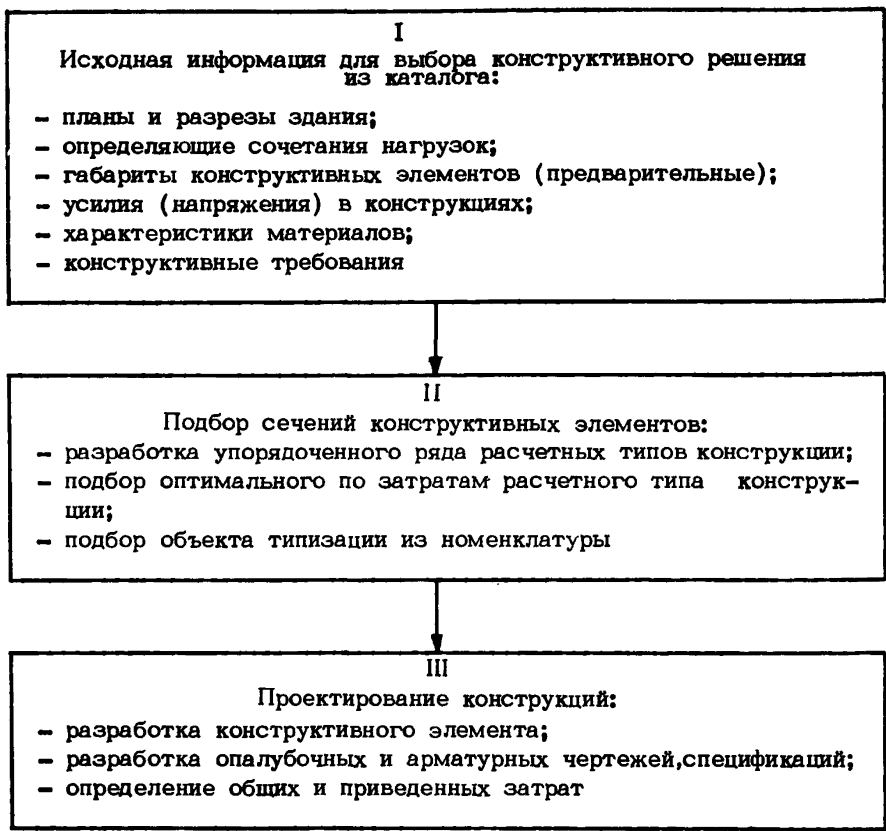 I
Исходная информация для выбора конструктивного решения
из каталога:
– планы и разрезы здания;
– определяющие сочетания нагрузок;
– габариты конструктивных элементов (предварительные);
– усилия (напряжения) в конструкциях;
– характеристики материалов;
– конструктивные требования
II
Подбор сечений конструктивных элементов:
– разработка упорядоченного ряда расчетных типов конструкции;
– подбор оптимального по затратам расчетного типа конструк–
ции;
– подбор объекта типизации из номенклатуры
III
Проектирование конструкций:
– разработка конструктивного элемента;
– разработка опалубочных и арматурных чертежей,спецификаций;
– определение общих и приведенных затрат